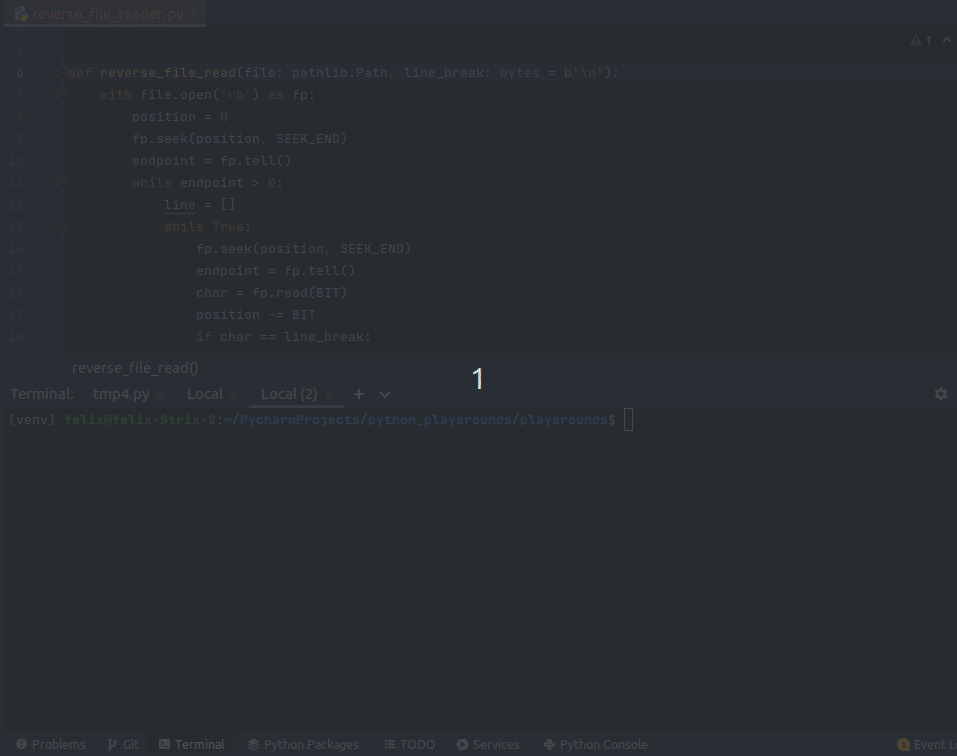 reverse_file_reader.py ×
1
5
6 def reverse_file_read(file: pathlib.Path, line_break: bytes = b'\n'):
7 with file.open('rb') as fp:
8 position = 0
9 fp.seek(position, SEEK_END)
10 endpoint = fp.tell()
11 while endpoint > 0:
12 line = []
13 while True:
14 fp.seek(position, SEEK_END)
15 endpoint = fp.tell()
16 char = fp.read(BIT)
17 position -= BIT
18 if char == line_break:
reverse_file_read()
1
Terminal: tmp4.py × Local × Local (2) × +
(venv) felix@felix-Strix-2:~/PycharmProjects/python_playarounds/playarounds$
Problems Git Terminal Python Packages TODO Services Python Console 1 Event L